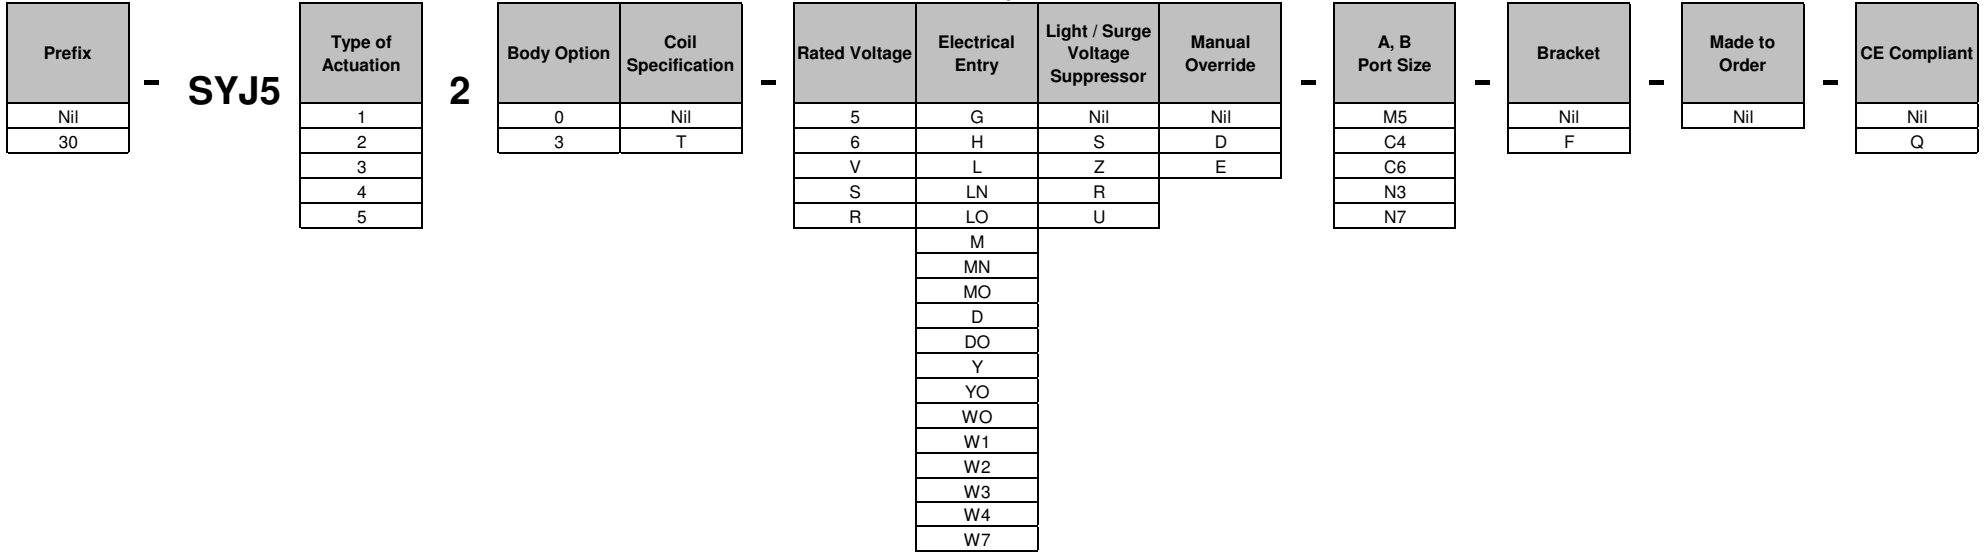 Prefix
Nil
30
-
SYJ5
Type of
Actuation
1
2
3
4
5
2
Body Option
0
3
Coil
Specification
Nil
T
-
Rated Voltage
5
6
V
S
R
Electrical
Entry
G
H
L
LN
LO
M
MN
MO
D
DO
Y
YO
WO
W1
W2
W3
W4
W7
Light / Surge
Voltage
Suppressor
Nil
S
Z
R
U
Manual
Override
Nil
D
E
-
A, B
Port Size
M5
C4
C6
N3
N7
-
Bracket
Nil
F
-
Made to
Order
Nil
-
CE Compliant
Nil
Q